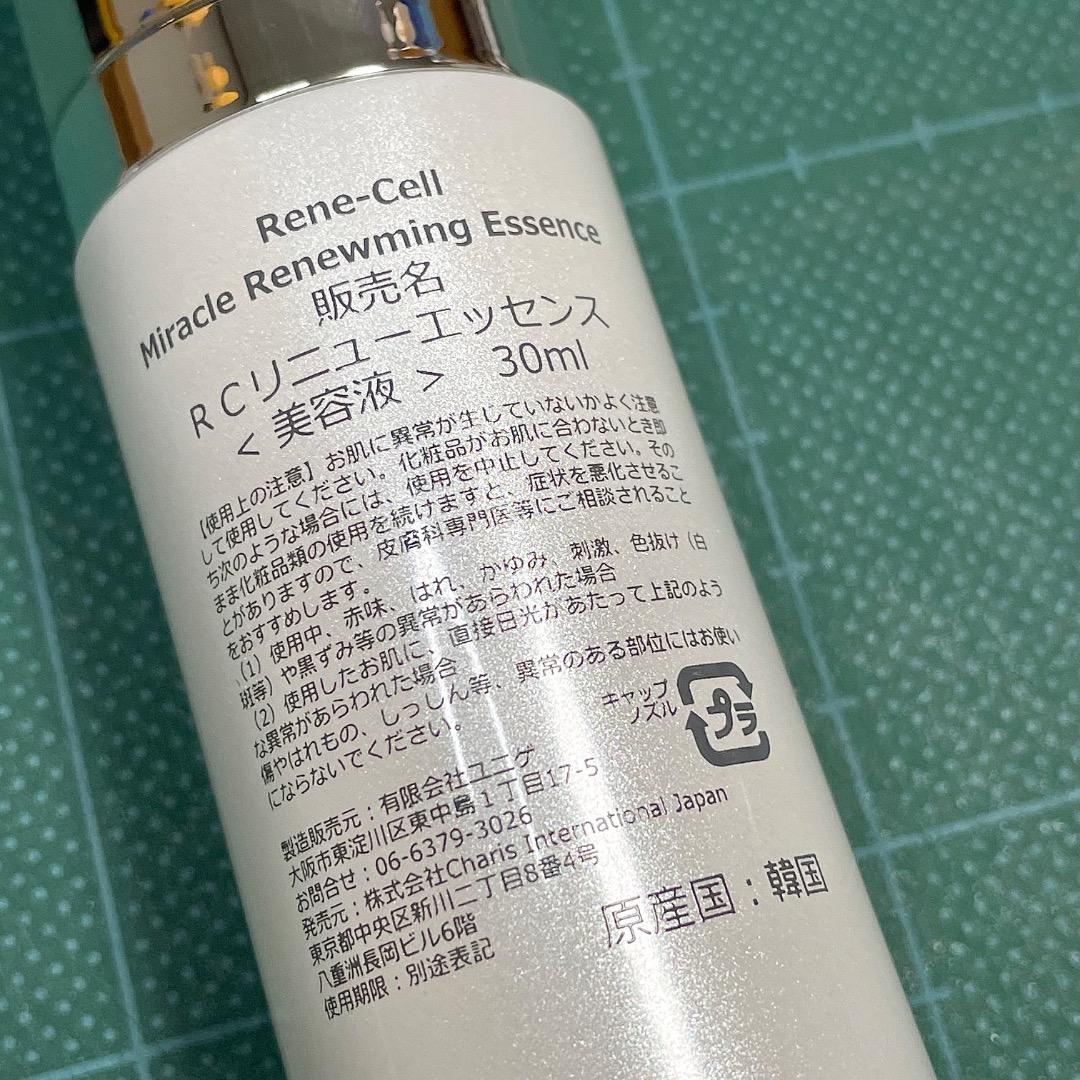 Rene-Cell
Miracle Renewming Essence
販売名
RCリニューエッセンス
<美容液> 30ml
【使用上の注意】お肌に異常が生していないかよく注意
して使用してください。化粧品がお肌に合わないとき即
ち次のような場合には、使用を中止してください。その
まま化粧品類の使用を続けますと、症状を悪化させるこ
とがありますので、皮膚科専門医等にご相談されること
をおすすめします。
(1) 使用中、赤味、はれ、かゆみ、刺激、色抜け(白
斑等)や黒ずみ等の異常があらわれた場合
(2) 使用したお肌に、直接日光があたって上記のよう
な異常があらわれた場合
傷やはれもの、しっしん等、異常のある部位にはお使い
にならないでください。
キャップ
ノズル
プラ
製造販売元:有限会社ユニゲ
大阪市東淀川区東中島1丁目17-5
お問合せ:06-6379-3026
発売元:株式会社Charis International Japan
東京都中央区新川二丁目8番4号
八重洲長岡ビル6階
使用期限:別途表記
原産国:韓国